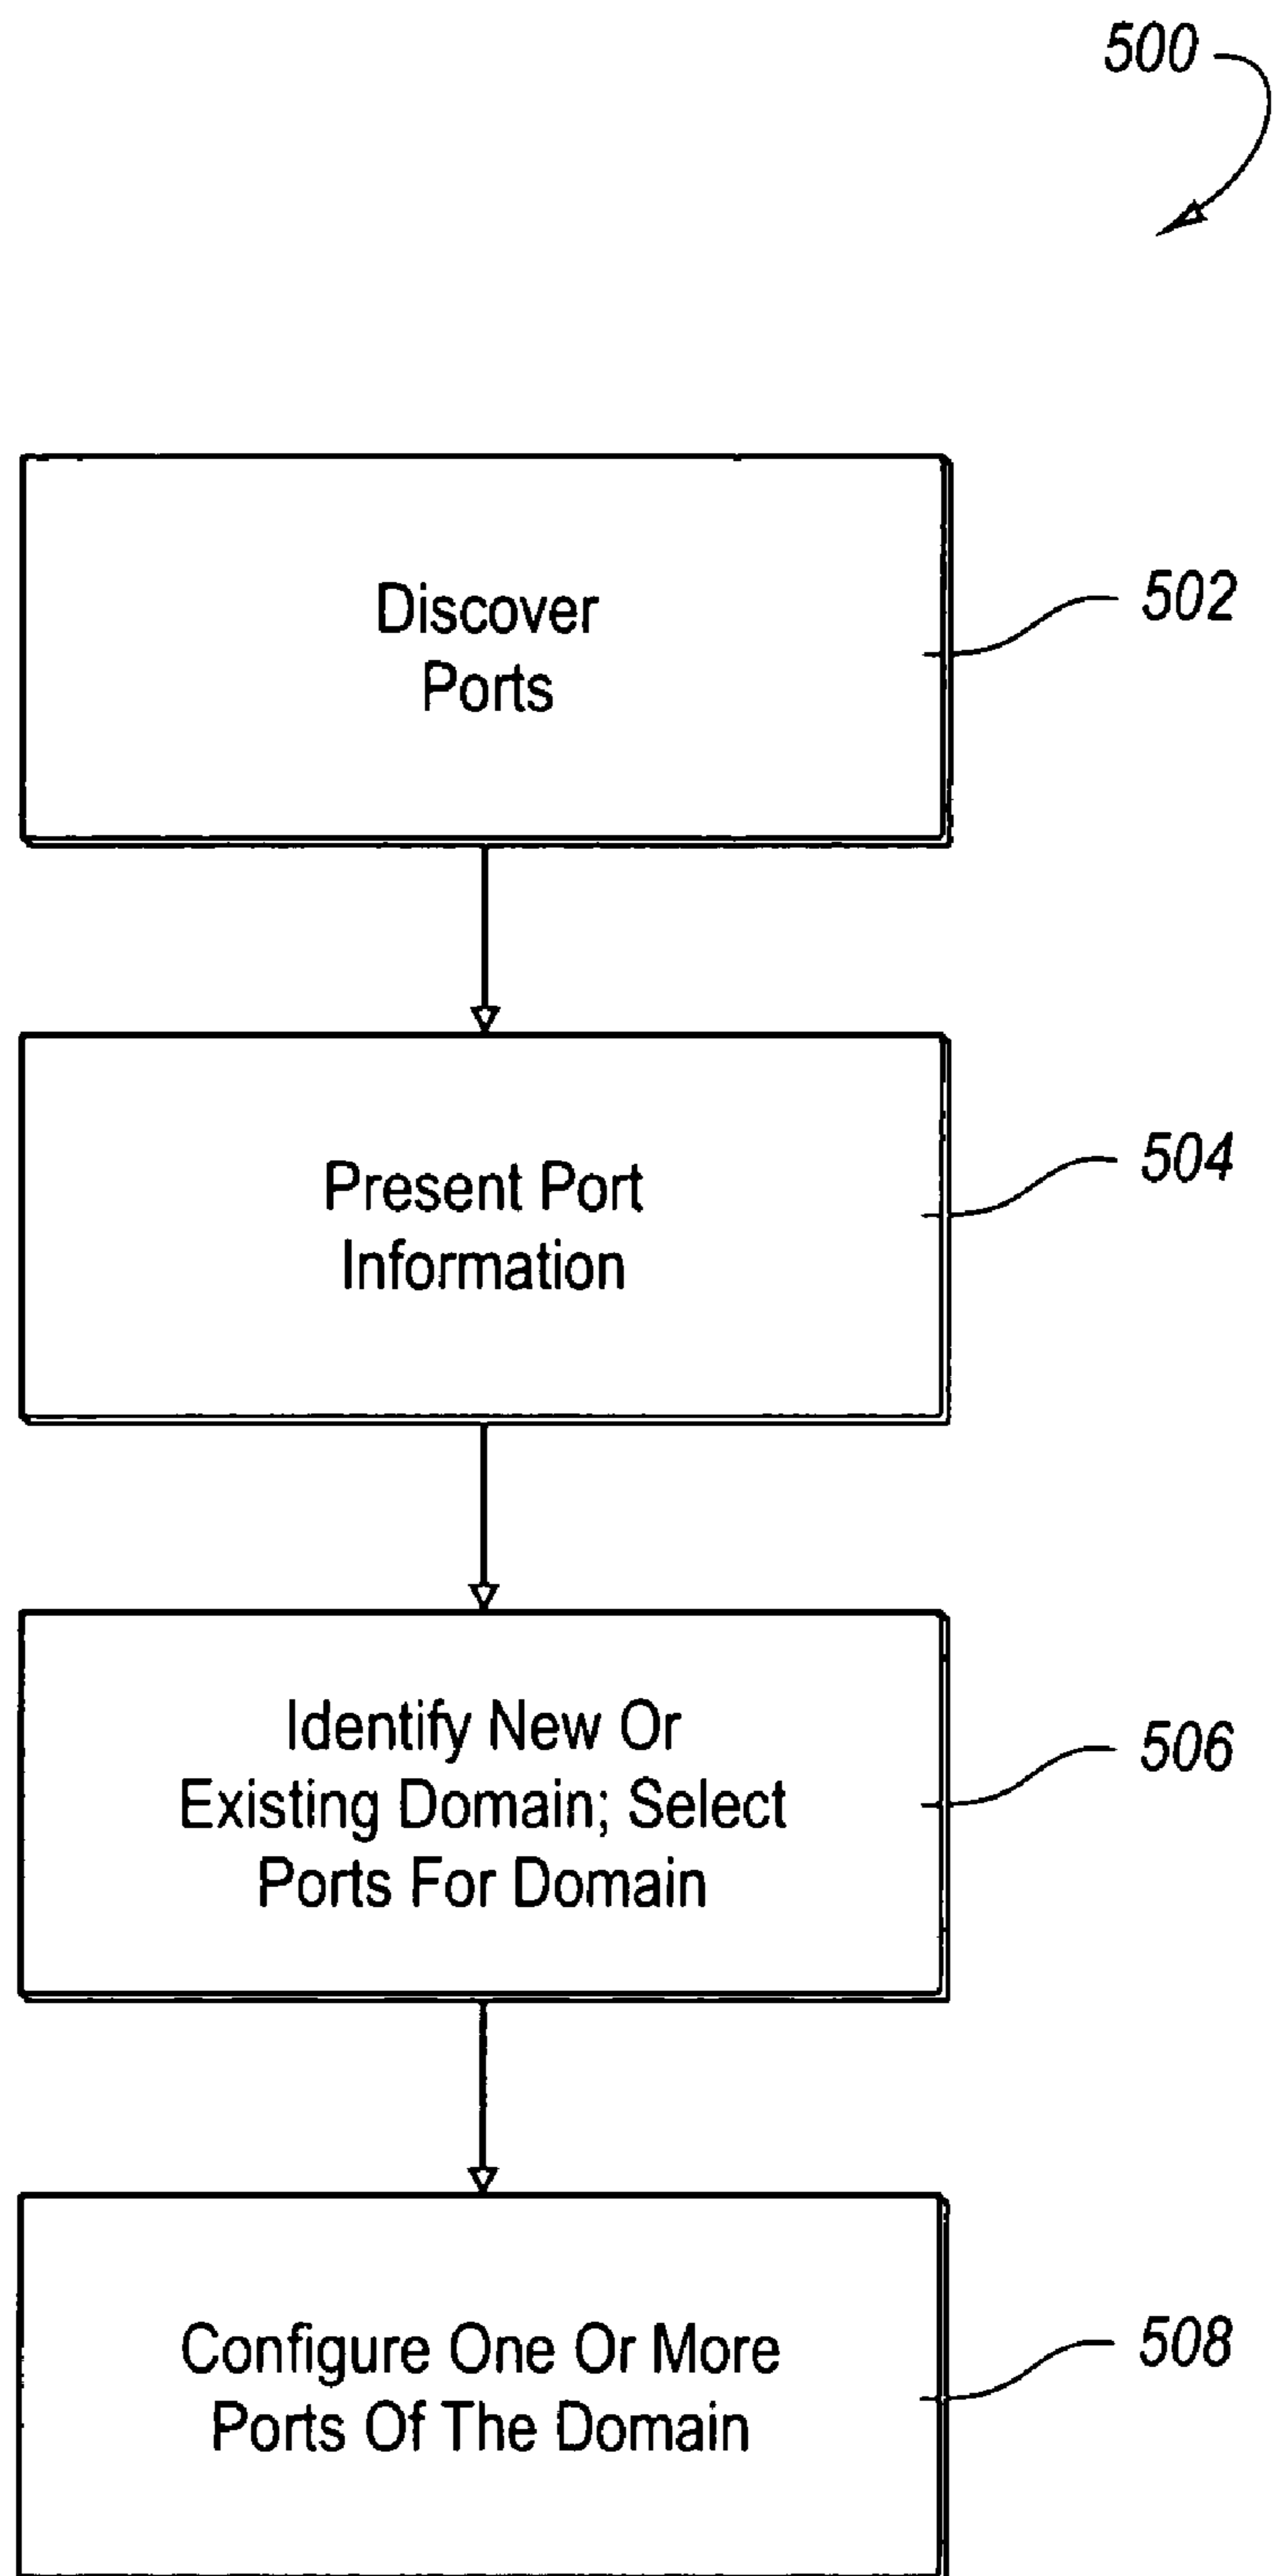 500
Discover
Ports
502
Present Port
Information
504
Identify New Or
Existing Domain; Select
Ports For Domain
506
Configure One Or More
Ports Of The Domain
508